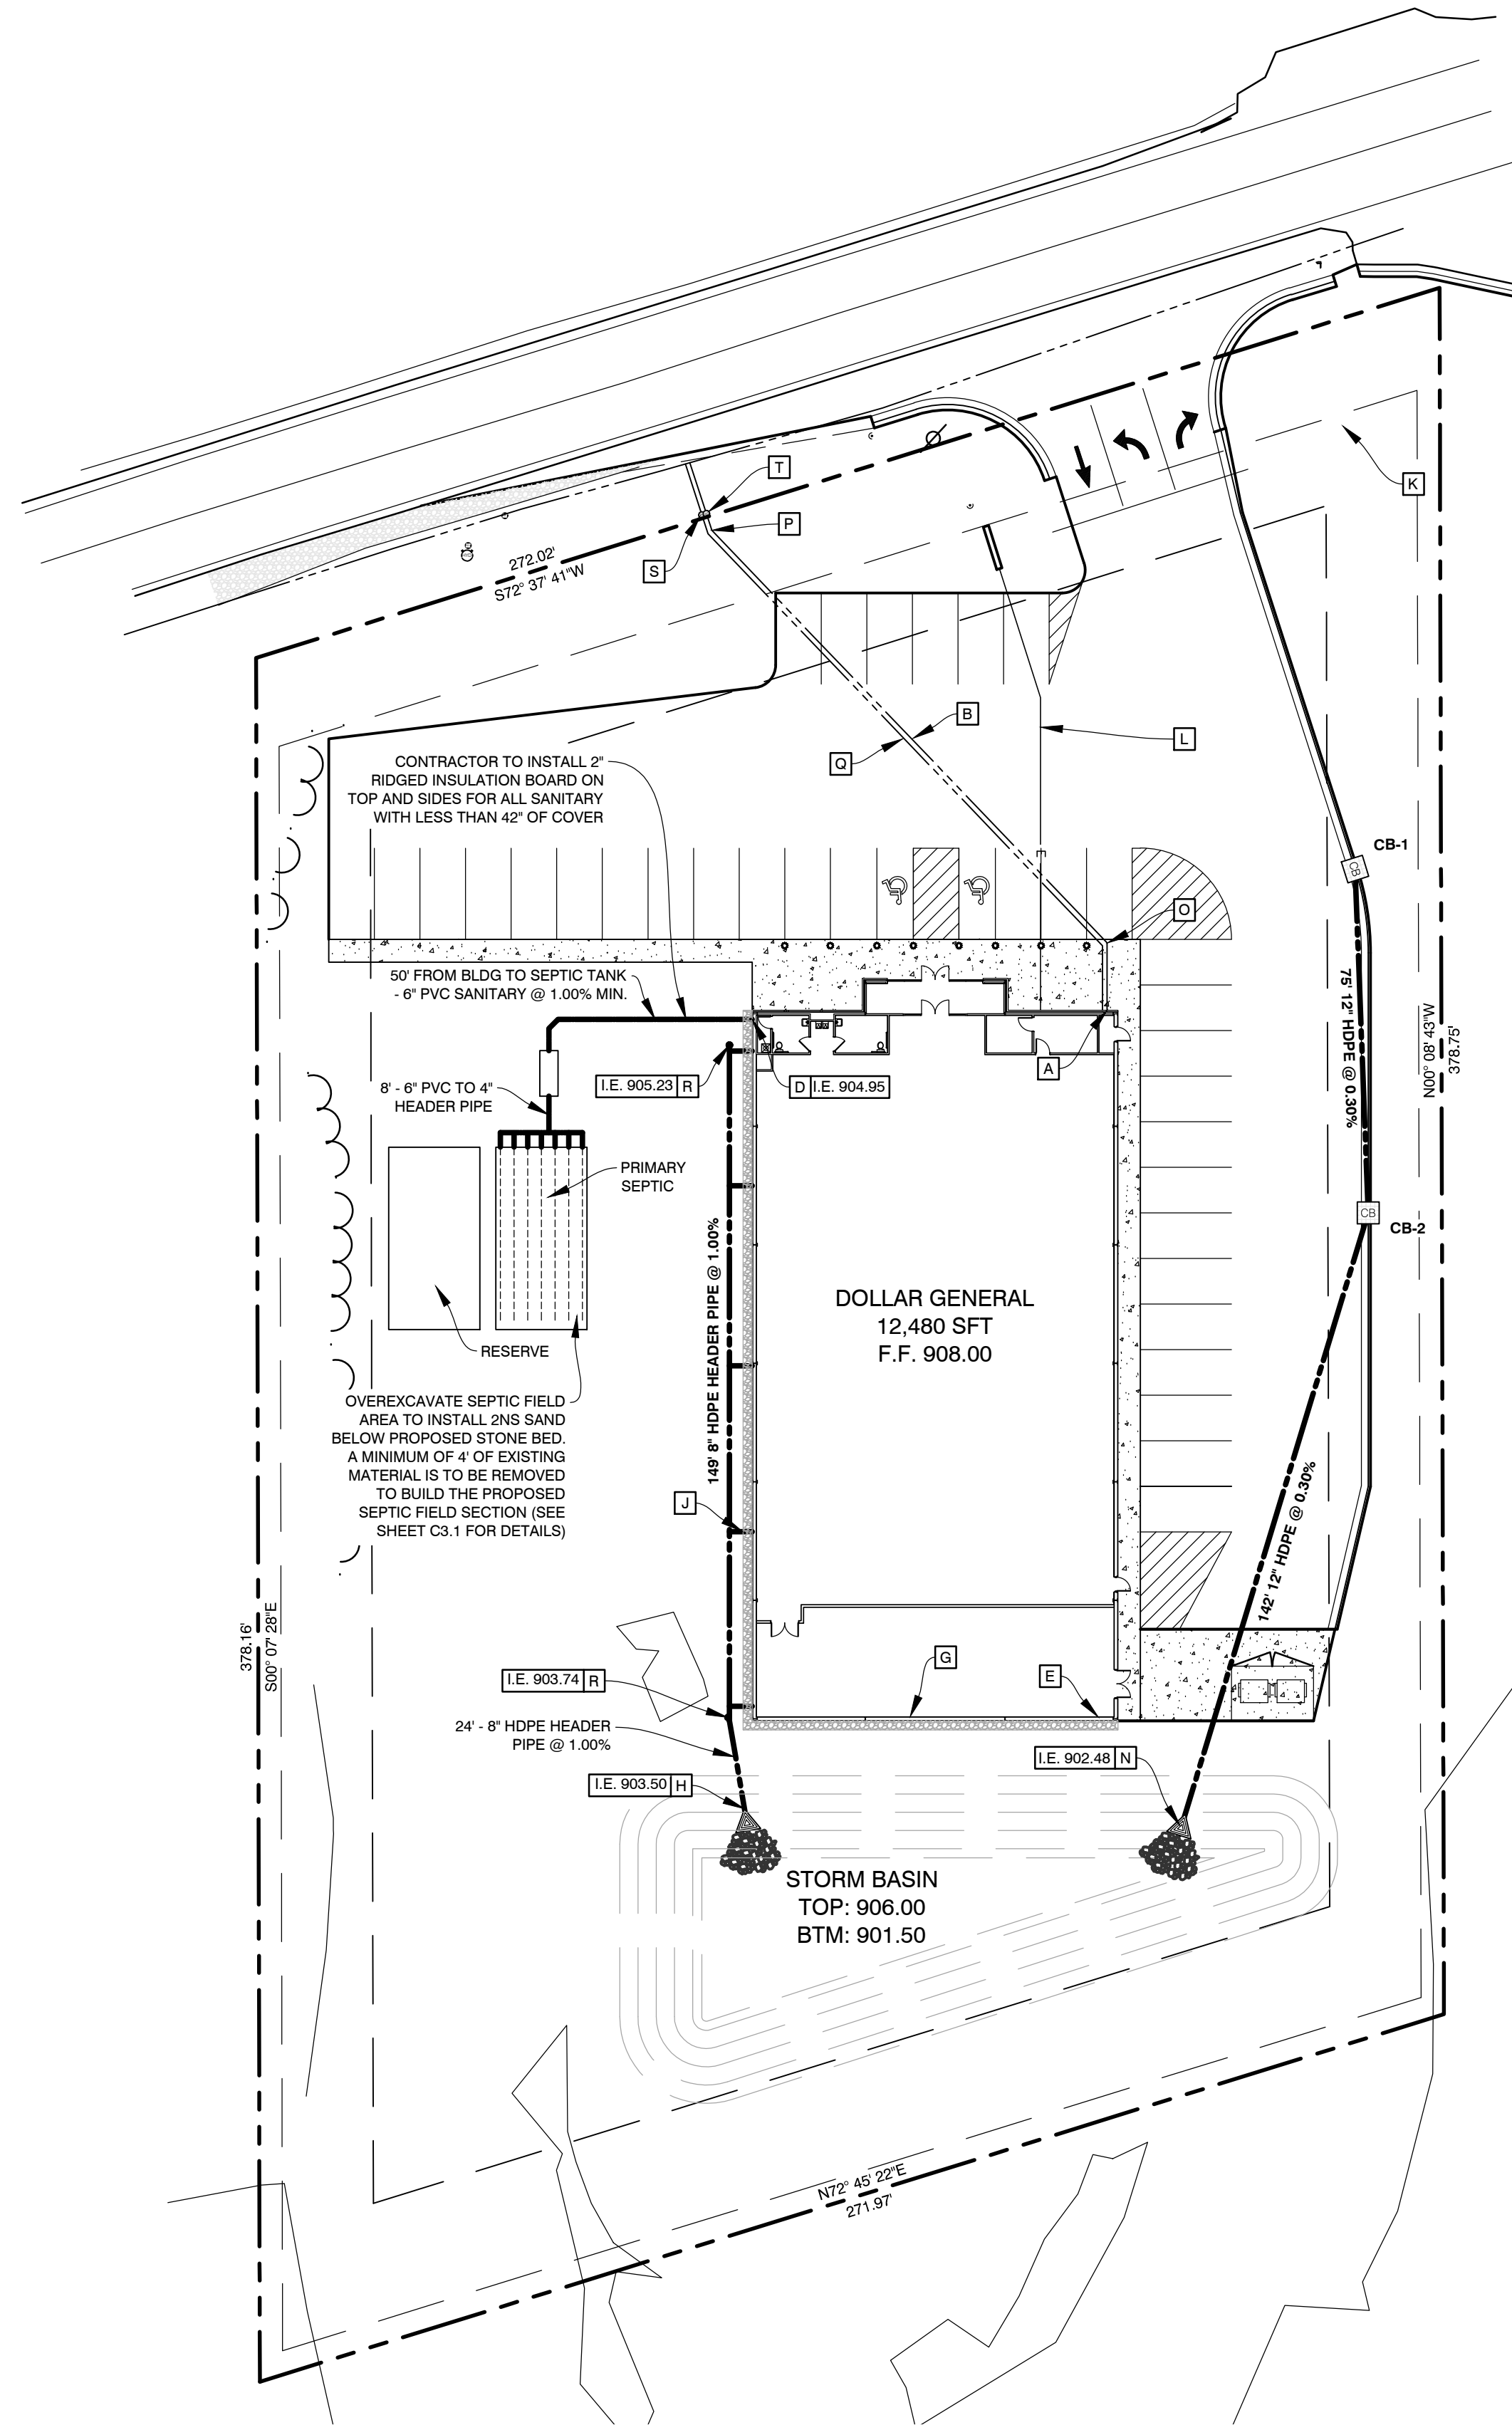 T
K
P
S
272.02'
S72° 37' 41"W
B
L
Q
CONTRACTOR TO INSTALL 2"
RIDGED INSULATION BOARD ON
TOP AND SIDES FOR ALL SANITARY
WITH LESS THAN 42" OF COVER
CB-1
CB
O
50' FROM BLDG TO SEPTIC TANK
- 6" PVC SANITARY @ 1.00% MIN.
75' 12" HDPE @ 0.30%
N00° 08' 43"W
378.75'
A
I.E. 905.23 R
D I.E. 904.95
8' - 6" PVC TO 4"
HEADER PIPE
PRIMARY
SEPTIC
CB
CB-2
149' 8" HDPE HEADER PIPE @ 1.00%
DOLLAR GENERAL
12,480 SFT
F.F. 908.00
RESERVE
OVEREXCAVATE SEPTIC FIELD
AREA TO INSTALL 2NS SAND
BELOW PROPOSED STONE BED.
A MINIMUM OF 4' OF EXISTING
MATERIAL IS TO BE REMOVED
TO BUILD THE PROPOSED
SEPTIC FIELD SECTION (SEE
SHEET C3.1 FOR DETAILS)
J
142' 12" HDPE @ 0.30%
378.16'
S00° 07' 28"E
G
E
I.E. 903.74 R
24' - 8" HDPE HEADER
PIPE @ 1.00%
I.E. 902.48 N
I.E. 903.50 H
STORM BASIN
TOP: 906.00
BTM: 901.50
N72° 45' 22"E
271.97'